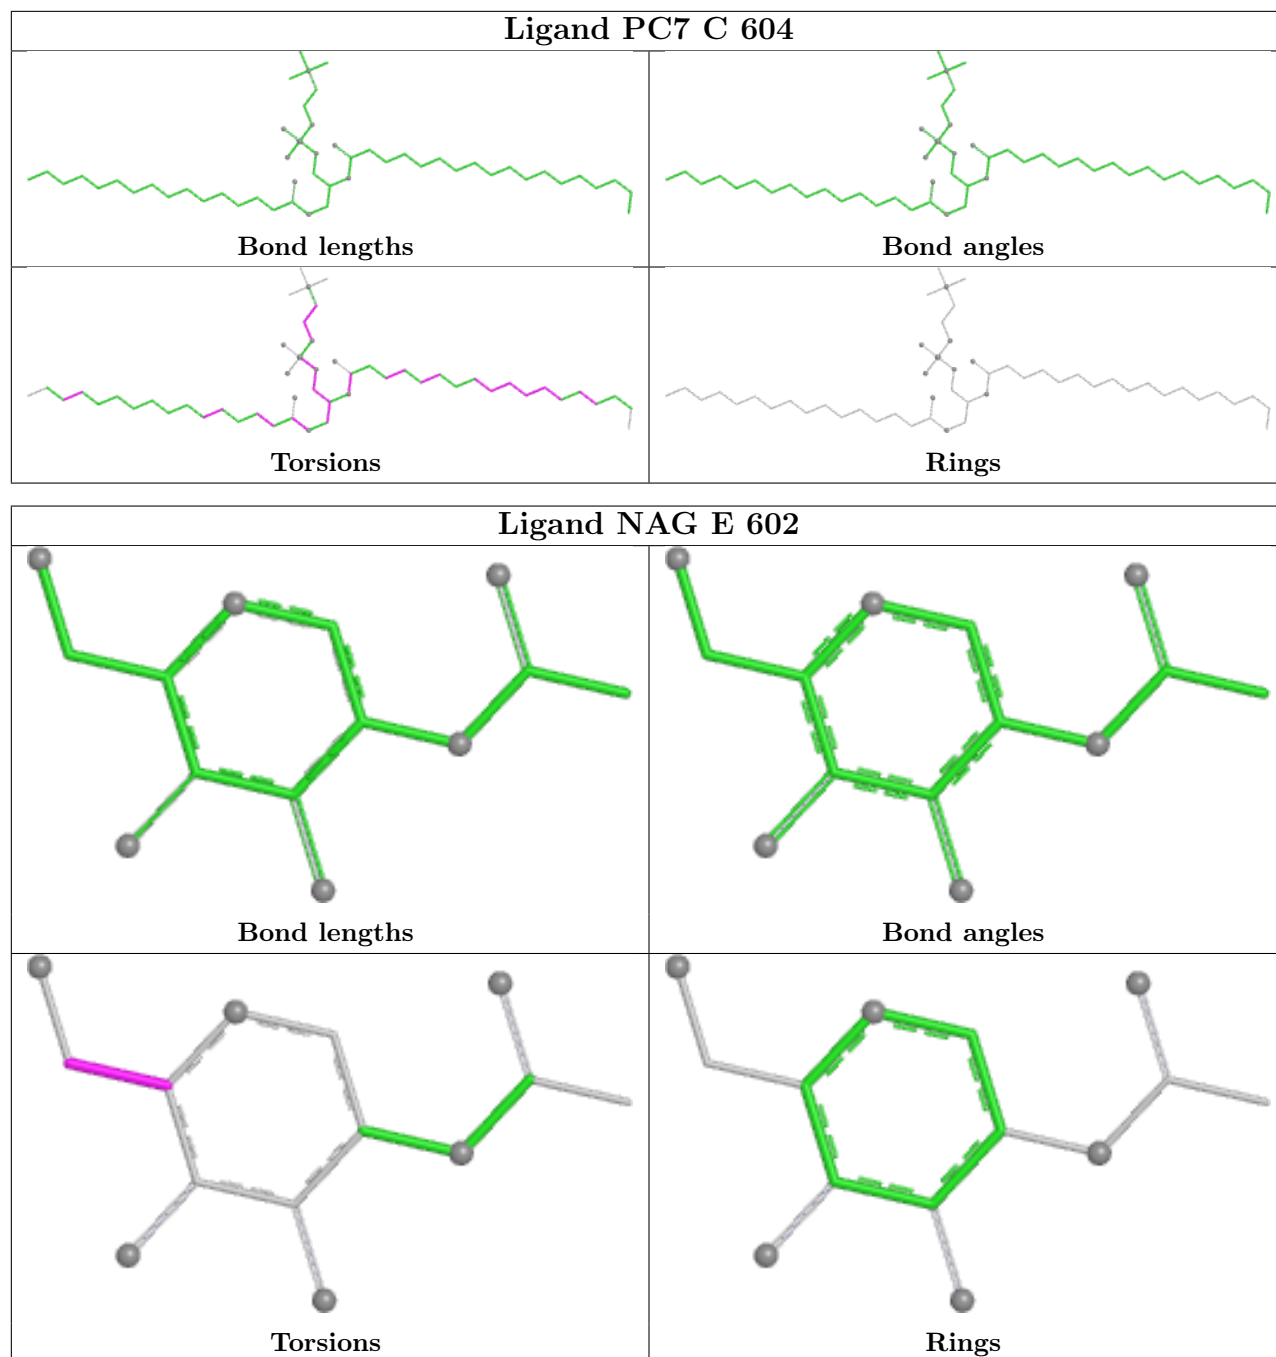 Ligand PC7 C 604
Bond lengths
Bond angles
Torsions
Rings
Ligand NAG E 602
Bond lengths
Bond angles
Torsions
Rings